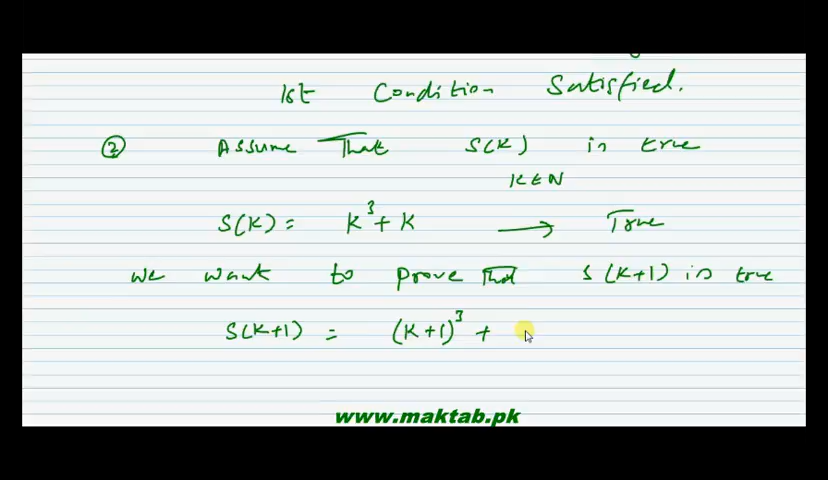 1st Condition Satisfied.
② Assume That S(K) is true
K∈N
S(K) = K³ + K → True
We want to prove that S(K+1) is true
S(K+1) = (K+1)³ +
www.maktab.pk